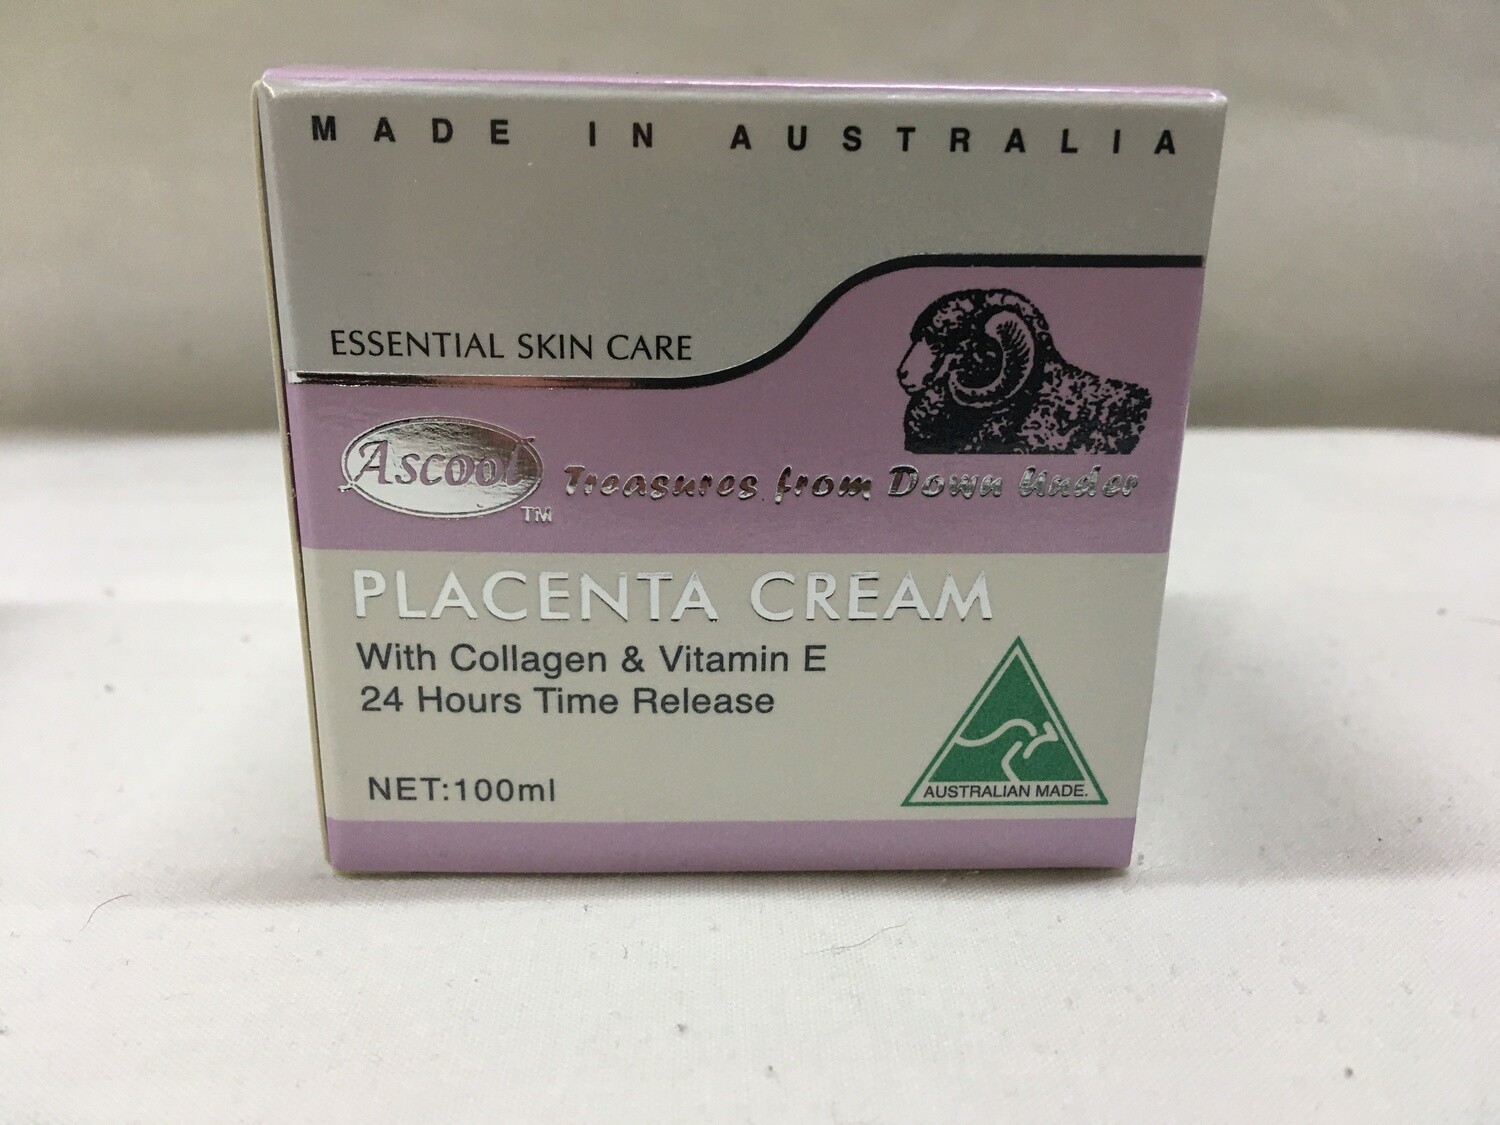 MADE IN AUSTRALIA
ESSENTIAL SKIN CARE
Ascool TM Treasures from Down Under
PLACENTA CREAM
With Collagen & Vitamin E
24 Hours Time Release
NET:100ml
AUSTRALIAN MADE.